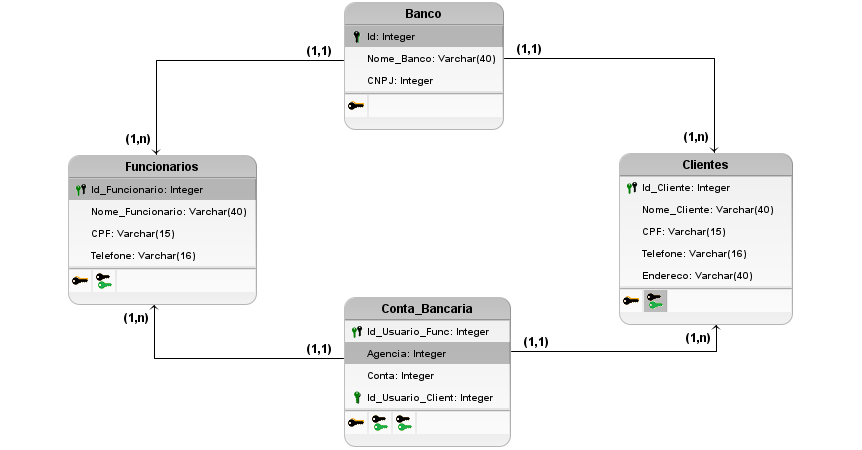 Banco
Id: Integer
Nome_Banco: Varchar(40)
CNPJ: Integer
(1,1)
(1,1)
(1,n)
(1,n)
Funcionarios
Id_Funcionario: Integer
Nome_Funcionario: Varchar(40)
CPF: Varchar(15)
Telefone: Varchar(16)
Clientes
Id_Cliente: Integer
Nome_Cliente: Varchar(40)
CPF: Varchar(15)
Telefone: Varchar(16)
Endereco: Varchar(40)
Conta_Bancaria
Id_Usuario_Func: Integer
Agencia: Integer
Conta: Integer
Id_Usuario_Client: Integer
(1,n)
(1,1)
(1,1)
(1,n)